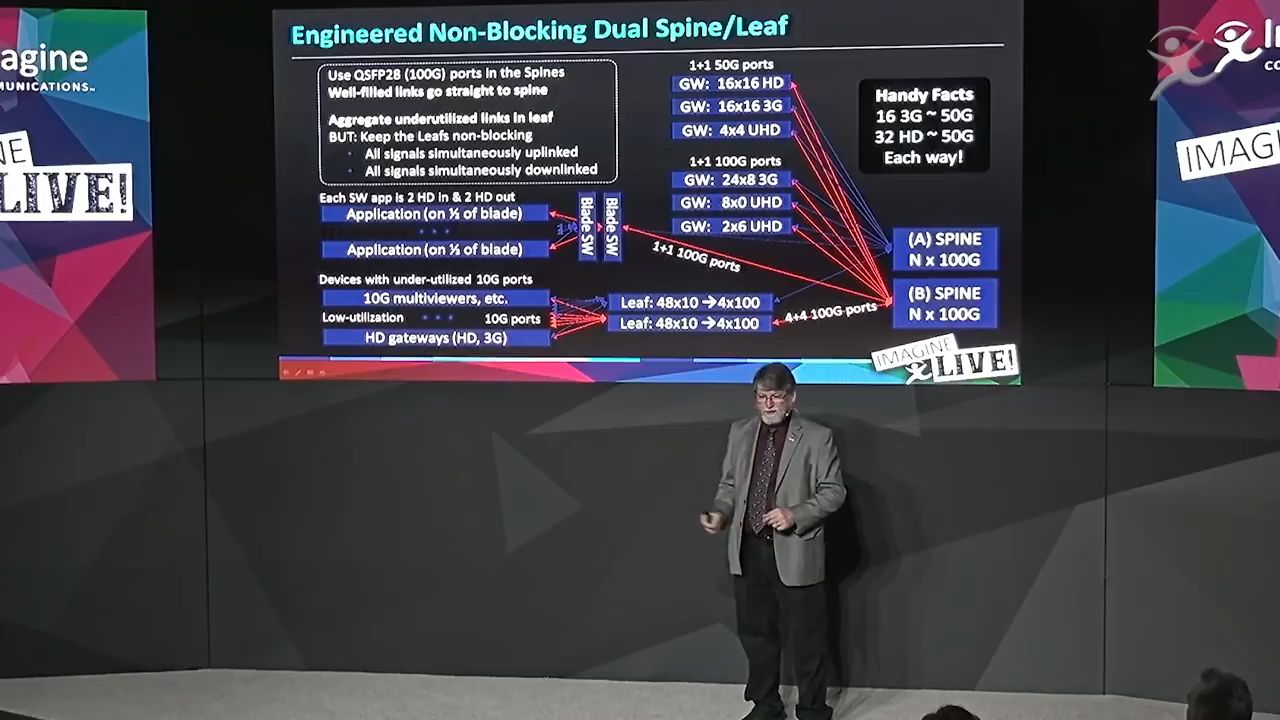 Engineered Non-Blocking Dual Spine/Leaf
Use QSFP28 (100G) ports in the Spines
Well-filled links go straight to spine
Aggregate underutilized links in leaf
BUT: Keep the Leafs non-blocking
All signals simultaneously uplinked
All signals simultaneously downlinked
1+1 50G ports
GW: 16x16 HD
GW: 16x16 3G
GW: 4x4 UHD
1+1 100G ports
GW: 24x8 3G
GW: 8x0 UHD
GW: 2x6 UHD
Handy Facts
16 3G ~ 50G
32 HD ~ 50G
Each way!
Each SW app is 2 HD in & 2 HD out
Application (on ½ of blade)
Application (on ½ of blade)
Blade SW
Blade SW
1+1 100G ports
(A) SPINE
N x 100G
(B) SPINE
N x 100G
Devices with under-utilized 10G ports
10G multiviewers, etc.
Low-utilization
10G ports
HD gateways (HD, 3G)
Leaf: 48x10 →4x100
Leaf: 48x10 →4x100
4+4 100G ports
IMAGINE
LIVE!
agine
MUNICATIONS™
NE
LIVE!
I
CO
IMAGI